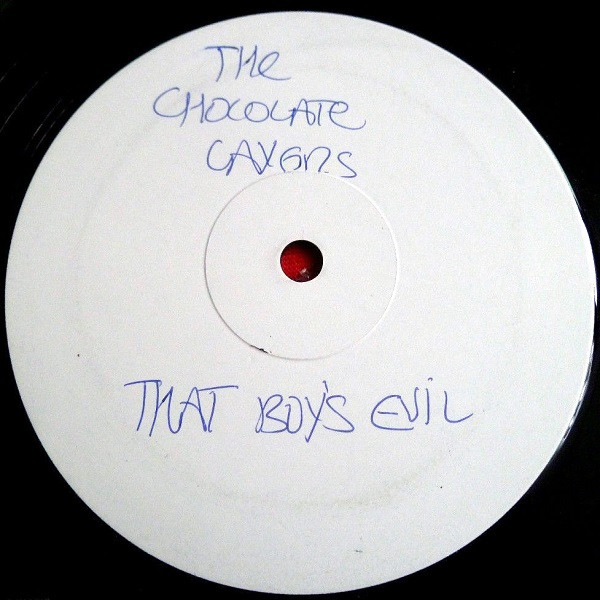 THE
CHOCOLATE
LAYERS
THAT BOY'S EVIL